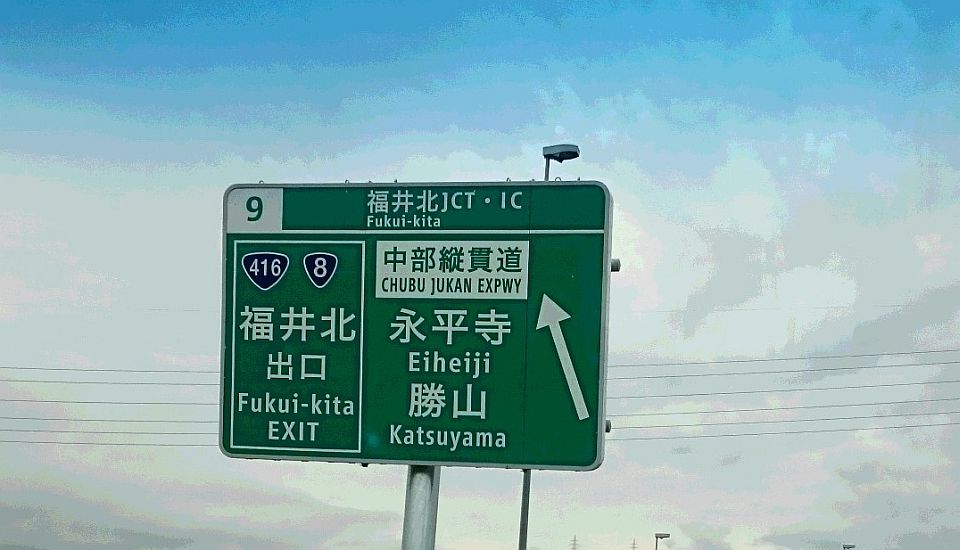 9
福井北JCT・IC
Fukui-kita
416 8
福井北
出口
Fukui-kita
EXIT
中部縦貫道
CHUBU JUKAN EXPWY
永平寺
Eiheiji
勝山
Katsuyama